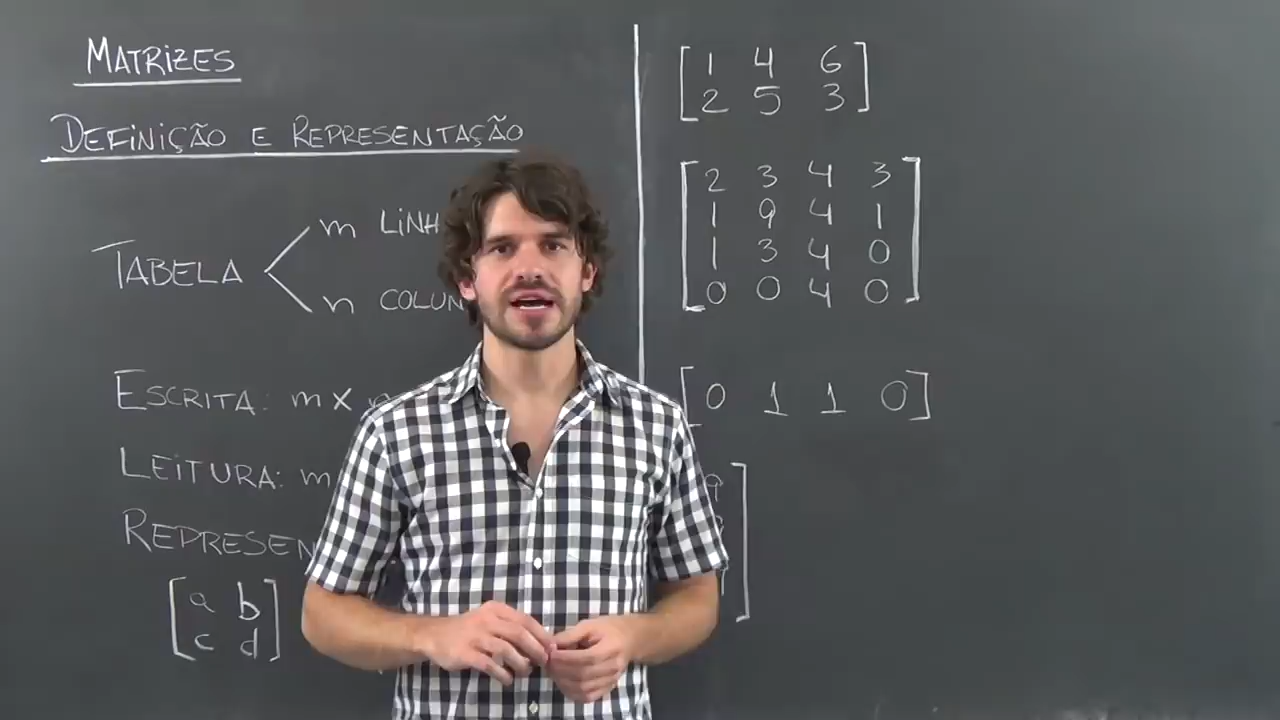 MATRIZES
DEFINIÇÃO E REPRESENTAÇÃO
m LINH
TABELA
n COLUN
ESCRITA: m x
LEITURA: m
REPRESEN
a b
c d
1 4 6
2 5 3
2 3 4 3
1 9 4 1
1 3 4 0
0 0 4 0
0 1 1 0